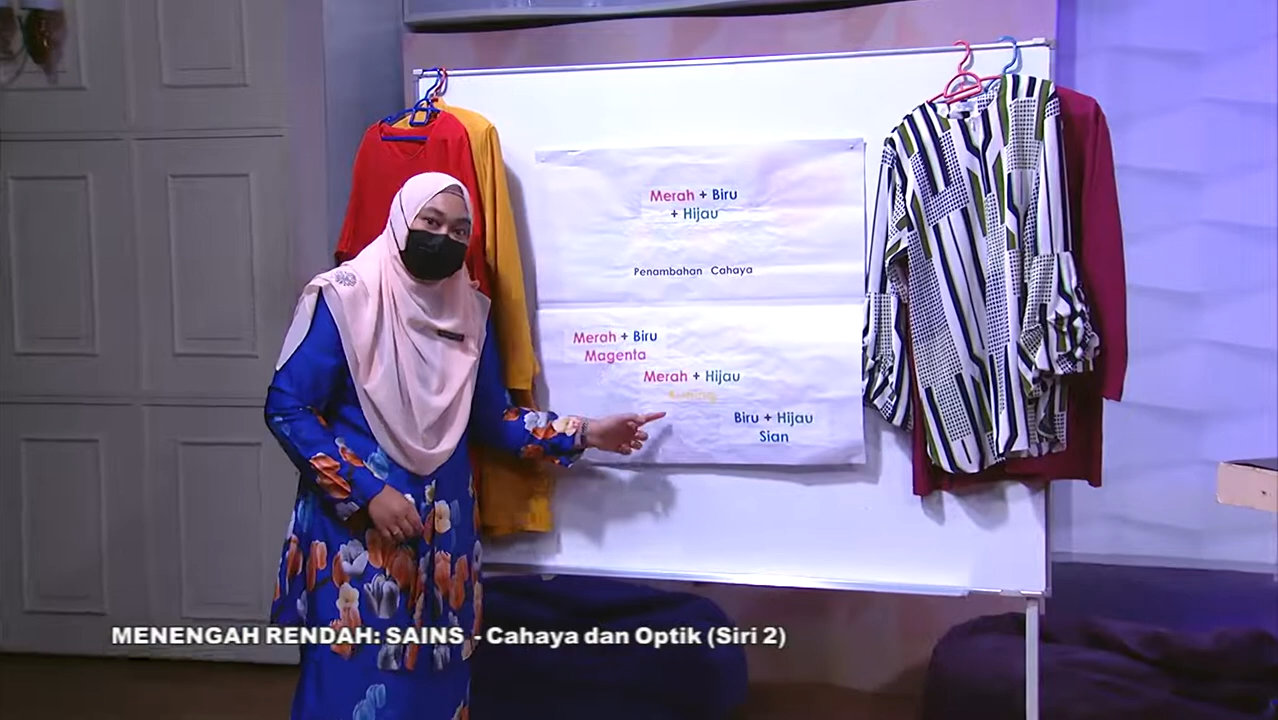 Merah + Biru
+ Hijau
Penambahan Cahaya
Merah + Biru
Magenta
Merah + Hijau
Biru + Hijau
Sian
MENENGAH RENDAH: SAINS - Cahaya dan Optik (Siri 2)